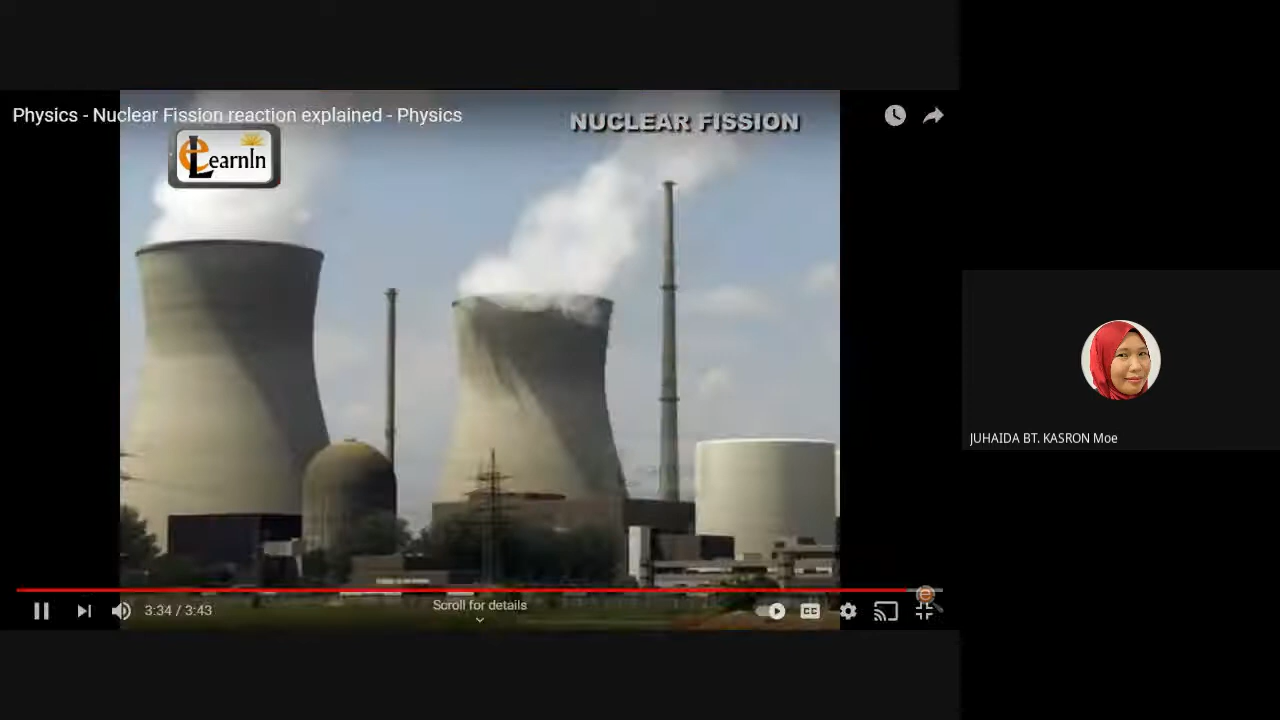 Physics - Nuclear Fission reaction explained - Physics
NUCLEAR FISSION
eLearnIn
JUHAIDA BT. KASRON Moe
3:34 / 3:43
Scroll for details
CC
e